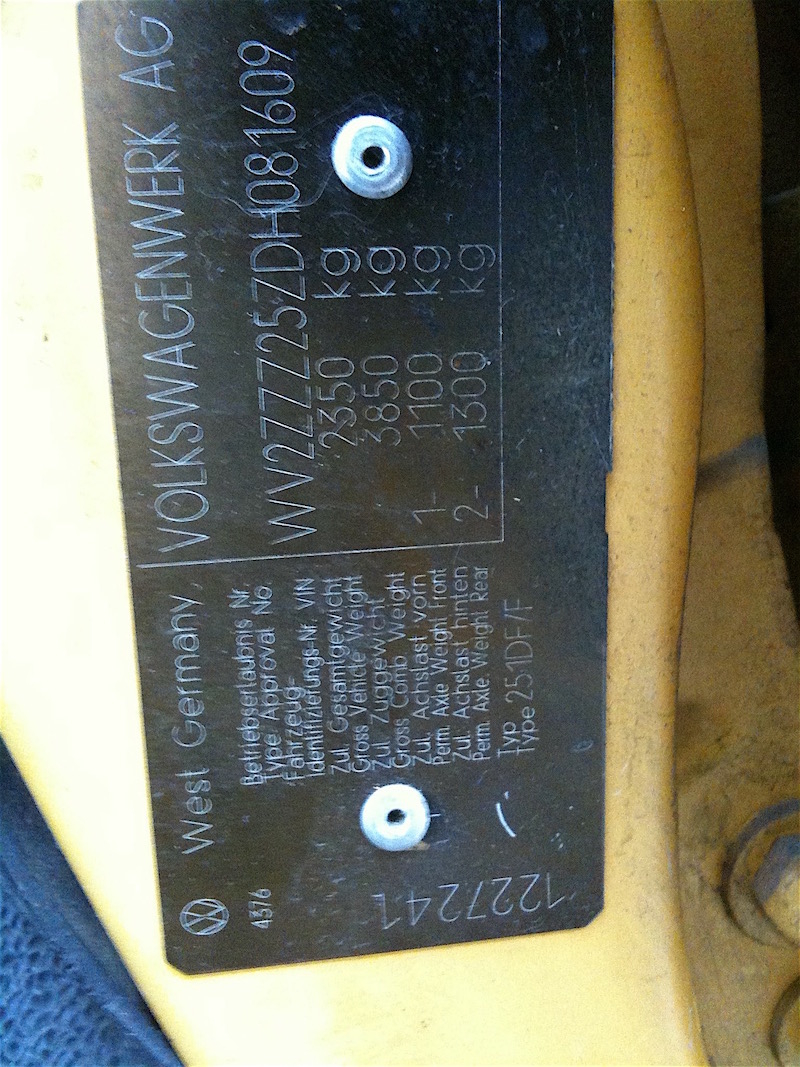 West Germany, VOLKSWAGENWERK AG
4376
Betriebserlaubnis Nr.
Type Approval No.
Fahrzeug-
Identifizierungs-Nr. VIN WV2ZZZ25ZDH081609
Zul. Gesamtgewicht
Gross Vehicle Weight 2350 kg
Zul. Zuggewicht
Gross Comb Weight 3850 kg
Zul. Achslast vorn
Perm. Axle Weight Front 1- 1100 kg
Zul. Achslast hinten
Perm. Axle. Weight Rear 2- 1300 kg
Typ
Type 251DF/F
1227241